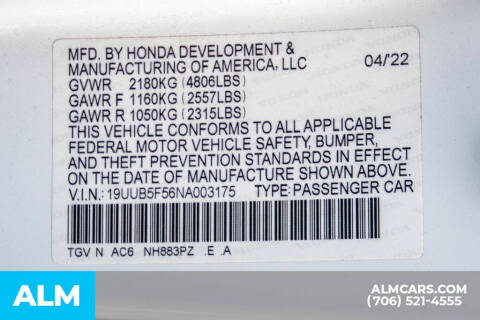 MFD. BY HONDA DEVELOPMENT &
MANUFACTURING OF AMERICA, LLC 04/22
GVWR 2180KG (4806LBS)
GAWR F 1160KG (2557LBS)
GAWR R 1050KG (2315LBS)
THIS VEHICLE CONFORMS TO ALL APPLICABLE
FEDERAL MOTOR VEHICLE SAFETY, BUMPER,
AND THEFT PREVENTION STANDARDS IN EFFECT
ON THE DATE OF MANUFACTURE SHOWN ABOVE.
V.I.N.: 19UUB5F56NA003175 TYPE: PASSENGER CAR
TGV N AC6 NH883PZ .E .A
ALM
ALMCARS.COM
(706) 521-4555